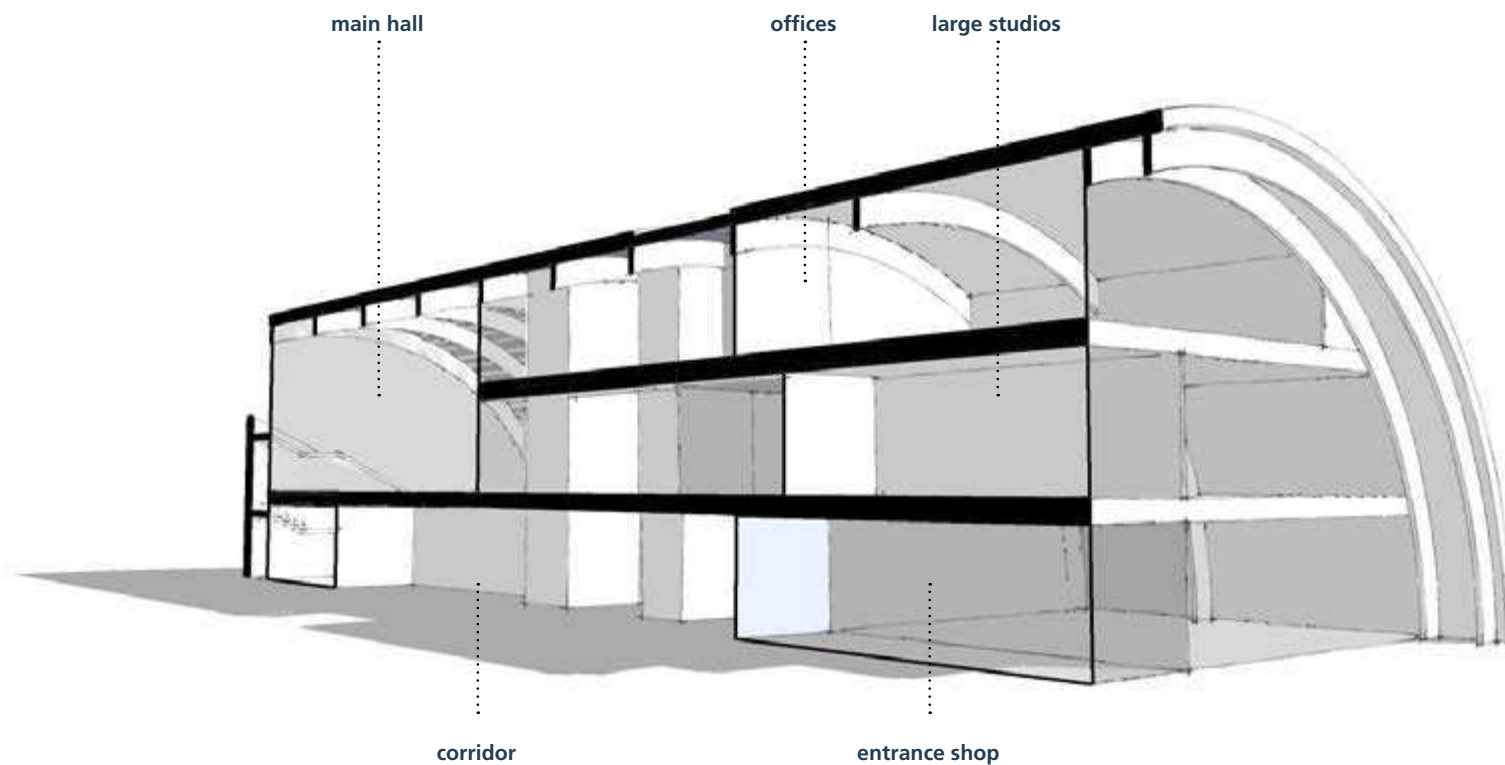 main hall
offices
large studios
corridor
entrance shop